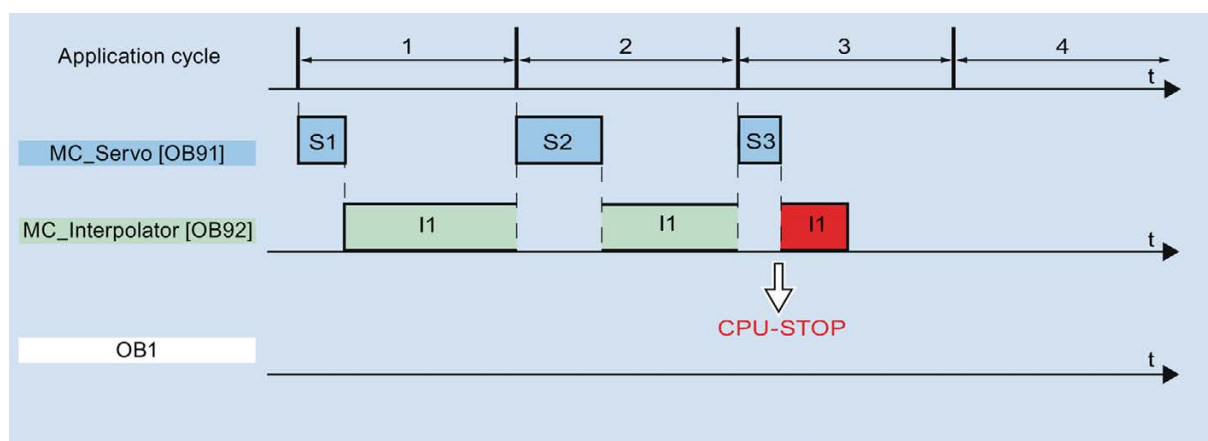 Application cycle
1
2
3
4
t
MC_Servo [OB91]
S1
S2
S3
MC_Interpolator [OB92]
I1
I1
I1
t
CPU-STOP
OB1
t